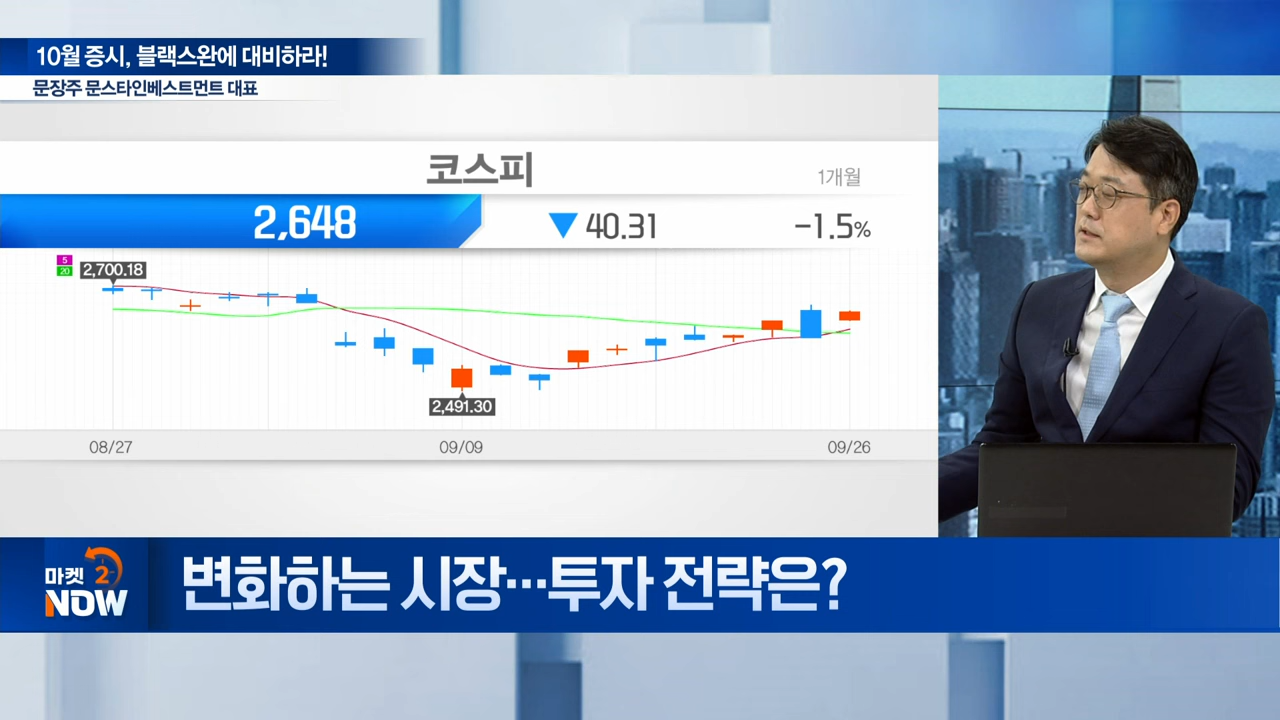 10월 증시, 블랙스완에 대비하라!
문장주 문스타인베스트먼트 대표
코스피
1개월
2,648 ▼ 40.31 -1.5%
5
20
2,700.18
2,491.30
08/27 09/09 09/26
마켓 2
NOW
변화하는 시장…투자 전략은?